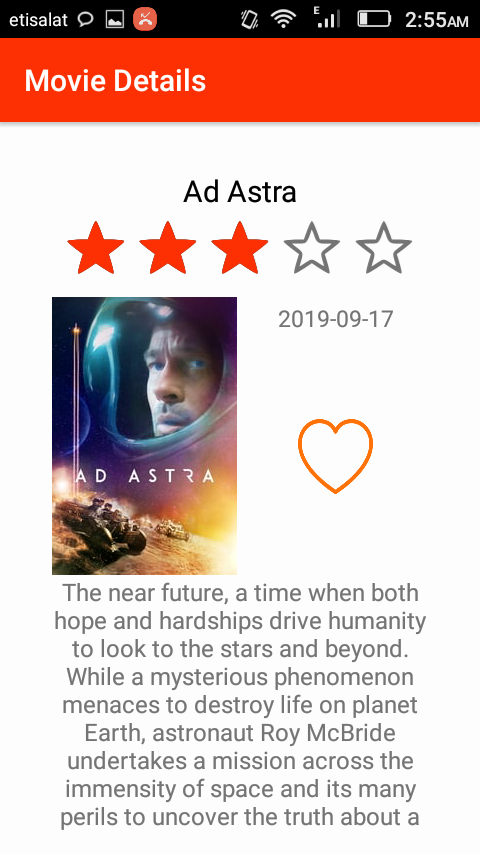 etisalat E 2:55AM
Movie Details
Ad Astra
2019-09-17
AD ASTRA
The near future, a time when both
hope and hardships drive humanity
to look to the stars and beyond.
While a mysterious phenomenon
menaces to destroy life on planet
Earth, astronaut Roy McBride
undertakes a mission across the
immensity of space and its many
perils to uncover the truth about a